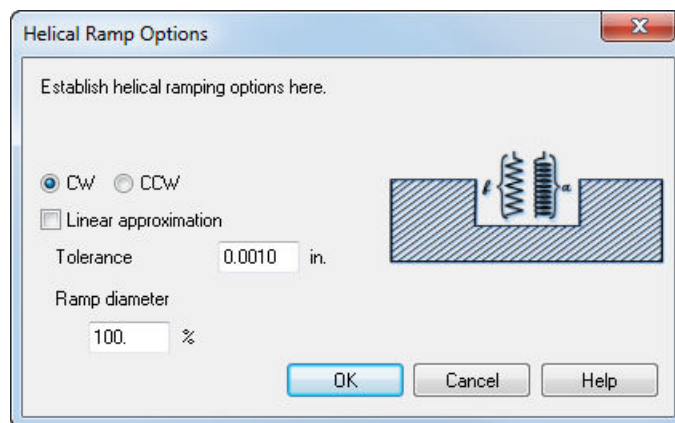 Helical Ramp Options
Establish helical ramping options here.
CW CCW
Linear approximation
Tolerance 0.0010 in.
Ramp diameter
100. %
l a
OK Cancel Help